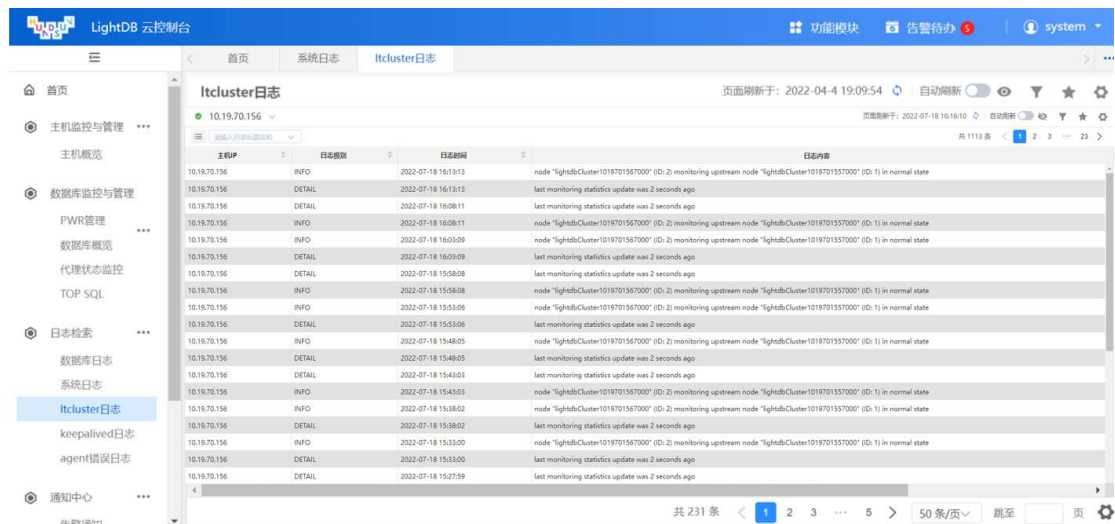 HUNDSUN LightDB 云控制台 功能模块 告警待办 5 system
首页 系统日志 ltcluster日志
首页
主机监控与管理
主机概览
数据库监控与管理
PWR管理
数据库概览
代理状态监控
TOP SQL
日志检索
数据库日志
系统日志
ltcluster日志
keepalived日志
agent错误日志
通知中心
告警通知
ltcluster日志 页面刷新于: 2022-04-4 19:09:54 自动刷新
10.19.70.156 页面刷新于: 2022-07-18 16:16:10 自动刷新
请输入列表标题名称 共 1113 条 1 2 3 ··· 23
主机IP 日志级别 日志时间 日志内容
10.19.70.156 INFO 2022-07-18 16:13:13 node "lightdbCluster1019701567000" (ID: 2) monitoring upstream node "lightdbCluster1019701557000" (ID: 1) in normal state
10.19.70.156 DETAIL 2022-07-18 16:13:13 last monitoring statistics update was 2 seconds ago
10.19.70.156 DETAIL 2022-07-18 16:08:11 last monitoring statistics update was 2 seconds ago
10.19.70.156 INFO 2022-07-18 16:08:11 node "lightdbCluster1019701567000" (ID: 2) monitoring upstream node "lightdbCluster1019701557000" (ID: 1) in normal state
10.19.70.156 INFO 2022-07-18 16:03:09 node "lightdbCluster1019701567000" (ID: 2) monitoring upstream node "lightdbCluster1019701557000" (ID: 1) in normal state
10.19.70.156 DETAIL 2022-07-18 16:03:09 last monitoring statistics update was 2 seconds ago
10.19.70.156 DETAIL 2022-07-18 15:58:08 last monitoring statistics update was 2 seconds ago
10.19.70.156 INFO 2022-07-18 15:58:08 node "lightdbCluster1019701567000" (ID: 2) monitoring upstream node "lightdbCluster1019701557000" (ID: 1) in normal state
10.19.70.156 INFO 2022-07-18 15:53:06 node "lightdbCluster1019701567000" (ID: 2) monitoring upstream node "lightdbCluster1019701557000" (ID: 1) in normal state
10.19.70.156 DETAIL 2022-07-18 15:53:06 last monitoring statistics update was 2 seconds ago
10.19.70.156 INFO 2022-07-18 15:48:05 node "lightdbCluster1019701567000" (ID: 2) monitoring upstream node "lightdbCluster1019701557000" (ID: 1) in normal state
10.19.70.156 DETAIL 2022-07-18 15:48:05 last monitoring statistics update was 2 seconds ago
10.19.70.156 DETAIL 2022-07-18 15:43:03 last monitoring statistics update was 2 seconds ago
10.19.70.156 INFO 2022-07-18 15:43:03 node "lightdbCluster1019701567000" (ID: 2) monitoring upstream node "lightdbCluster1019701557000" (ID: 1) in normal state
10.19.70.156 INFO 2022-07-18 15:38:02 node "lightdbCluster1019701567000" (ID: 2) monitoring upstream node "lightdbCluster1019701557000" (ID: 1) in normal state
10.19.70.156 DETAIL 2022-07-18 15:38:02 last monitoring statistics update was 2 seconds ago
10.19.70.156 INFO 2022-07-18 15:33:00 node "lightdbCluster1019701567000" (ID: 2) monitoring upstream node "lightdbCluster1019701557000" (ID: 1) in normal state
10.19.70.156 DETAIL 2022-07-18 15:33:00 last monitoring statistics update was 2 seconds ago
10.19.70.156 DETAIL 2022-07-18 15:27:59 last monitoring statistics update was 2 seconds ago
共 231 条 1 2 3 ··· 5 50 条/页 跳至 页